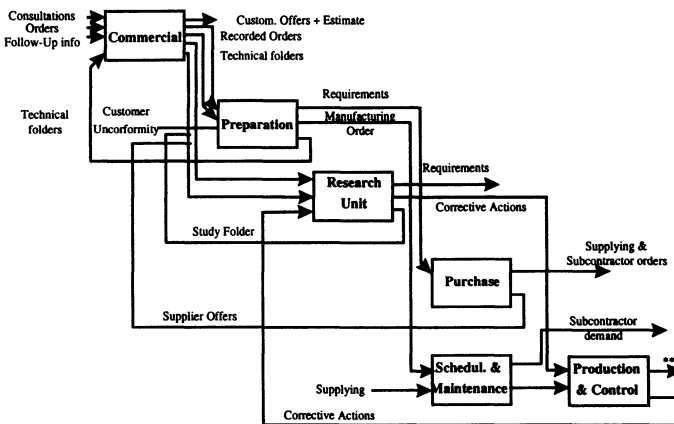 Consultations
Orders
Follow-Up info
Commercial
Custom. Offers + Estimate
Recorded Orders
Technical folders
Technical
folders
Customer
Uncorformity
Preparation
Requirements
Manufacturing
Order
Research
Unit
Requirements
Corrective Actions
Study Folder
Purchase
Supplying &
Subcontractor orders
Supplier Offers
Subcontractor
demand
Supplying
Schedul. &
Maintenance
Production
& Control
**
Corrective Actions